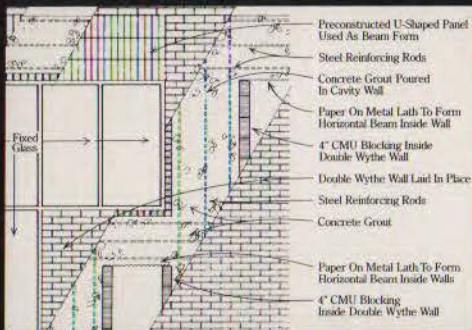 Preconstructed U-Shaped Panel
Used As Beam Form
Steel Reinforcing Rods
Concrete Grout Poured
In Cavity Wall
Paper On Metal Lath To Form
Horizontal Beam Inside Wall
Fixed
Glass
4" CMU Blocking Inside
Double Wythe Wall
Double Wythe Wall Laid In Place
Steel Reinforcing Rods
Concrete Grout
Paper On Metal Lath To Form
Horizontal Beam Inside Walls
4" CMU Blocking
Inside Double Wythe Wall